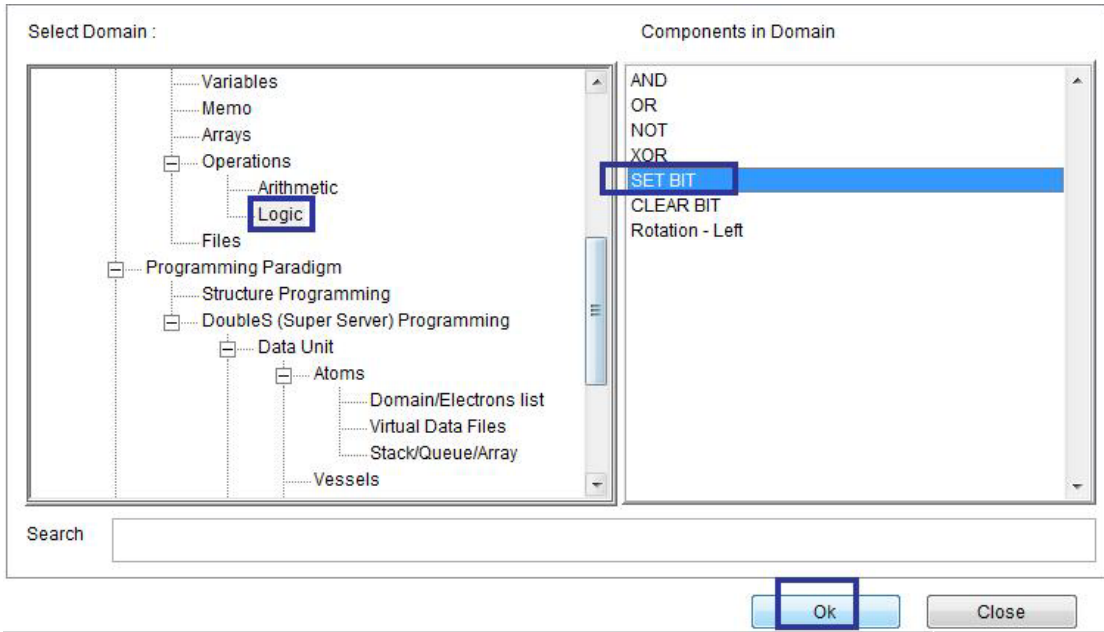 Select Domain :
Components in Domain
Variables
Memo
Arrays
Operations
Arithmetic
Logic
Files
Programming Paradigm
Structure Programming
DoubleS (Super Server) Programming
Data Unit
Atoms
Domain/Electrons list
Virtual Data Files
Stack/Queue/Array
Vessels
AND
OR
NOT
XOR
SET BIT
CLEAR BIT
Rotation - Left
Search
Ok
Close